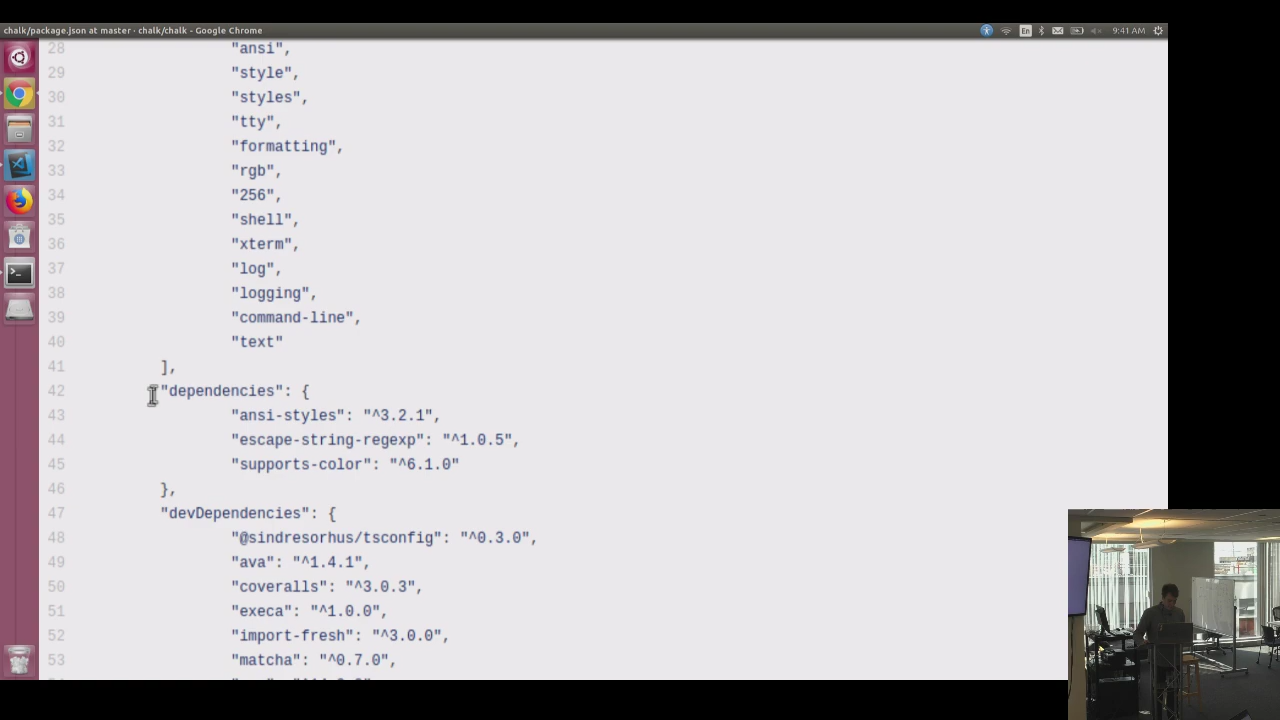 chalk/package.json at master · chalk/chalk - Google Chrome
En
9:41 AM
28 "ansi",
29 "style",
30 "styles",
31 "tty",
32 "formatting",
33 "rgb",
34 "256",
35 "shell",
36 "xterm",
37 "log",
38 "logging",
39 "command-line",
40 "text"
41 ],
42 "dependencies": {
43 "ansi-styles": "^3.2.1",
44 "escape-string-regexp": "^1.0.5",
45 "supports-color": "^6.1.0"
46 },
47 "devDependencies": {
48 "@sindresorhus/tsconfig": "^0.3.0",
49 "ava": "^1.4.1",
50 "coveralls": "^3.0.3",
51 "execa": "^1.0.0",
52 "import-fresh": "^3.0.0",
53 "matcha": "^0.7.0",